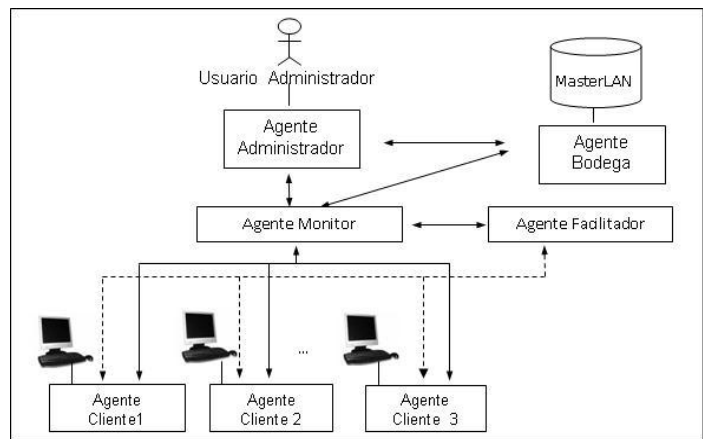 Usuario Administrador
MasterLAN
Agente
Administrador
Agente
Bodega
Agente Monitor
Agente Facilitador
...
Agente
Cliente1
Agente
Cliente 2
Agente
Cliente 3